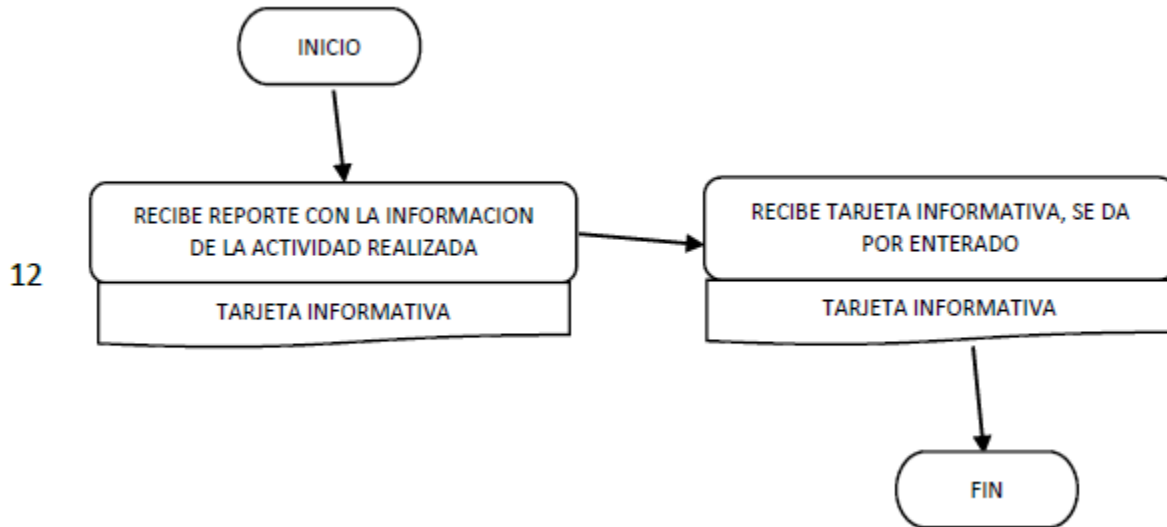 INICIO
RECIBE REPORTE CON LA INFORMACION
DE LA ACTIVIDAD REALIZADA
TARJETA INFORMATIVA
12
RECIBE TARJETA INFORMATIVA, SE DA
POR ENTERADO
TARJETA INFORMATIVA
FIN